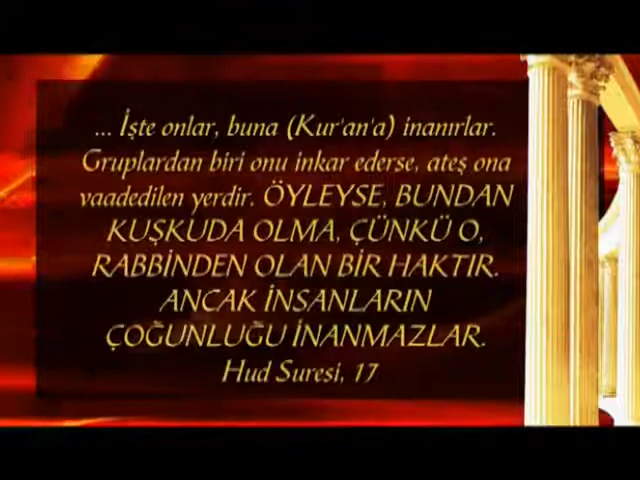 ... İşte onlar, buna (Kur'an'a) inanırlar.
Gruplardan biri onu inkar ederse, ateş ona
vaadedilen yerdir. ÖYLEYSE, BUNDAN
KUŞKUDA OLMA, ÇÜNKÜ O,
RABBİNDEN OLAN BİR HAKTIR.
ANCAK İNSANLARIN
ÇOĞUNLUĞU İNANMAZLAR.
Hud Suresi, 17